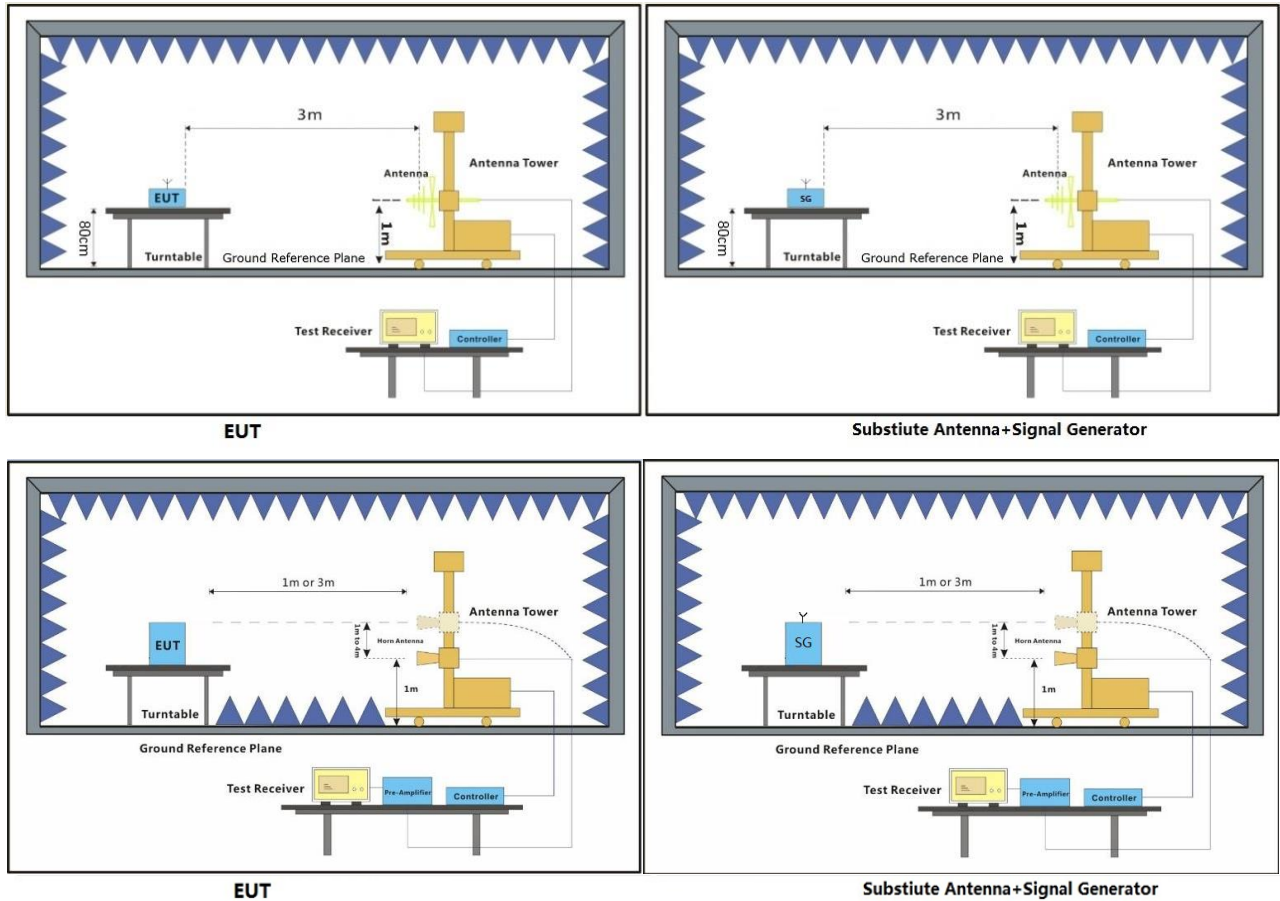 3m
Antenna
Antenna Tower
EUT
80cm
1m
Turntable
Ground Reference Plane
Test Receiver
Controller
EUT
3m
Antenna
Antenna Tower
SG
80cm
1m
Turntable
Ground Reference Plane
Test Receiver
Controller
Substiute Antenna+Signal Generator
1m or 3m
Antenna Tower
1m to 4m
Horn Antenna
EUT
1m
Turntable
Ground Reference Plane
Test Receiver
Pre-Amplifier
Controller
EUT
1m or 3m
Antenna Tower
1m to 4m
Horn Antenna
SG
1m
Turntable
Ground Reference Plane
Test Receiver
Pre-Amplifier
Controller
Substiute Antenna+Signal Generator